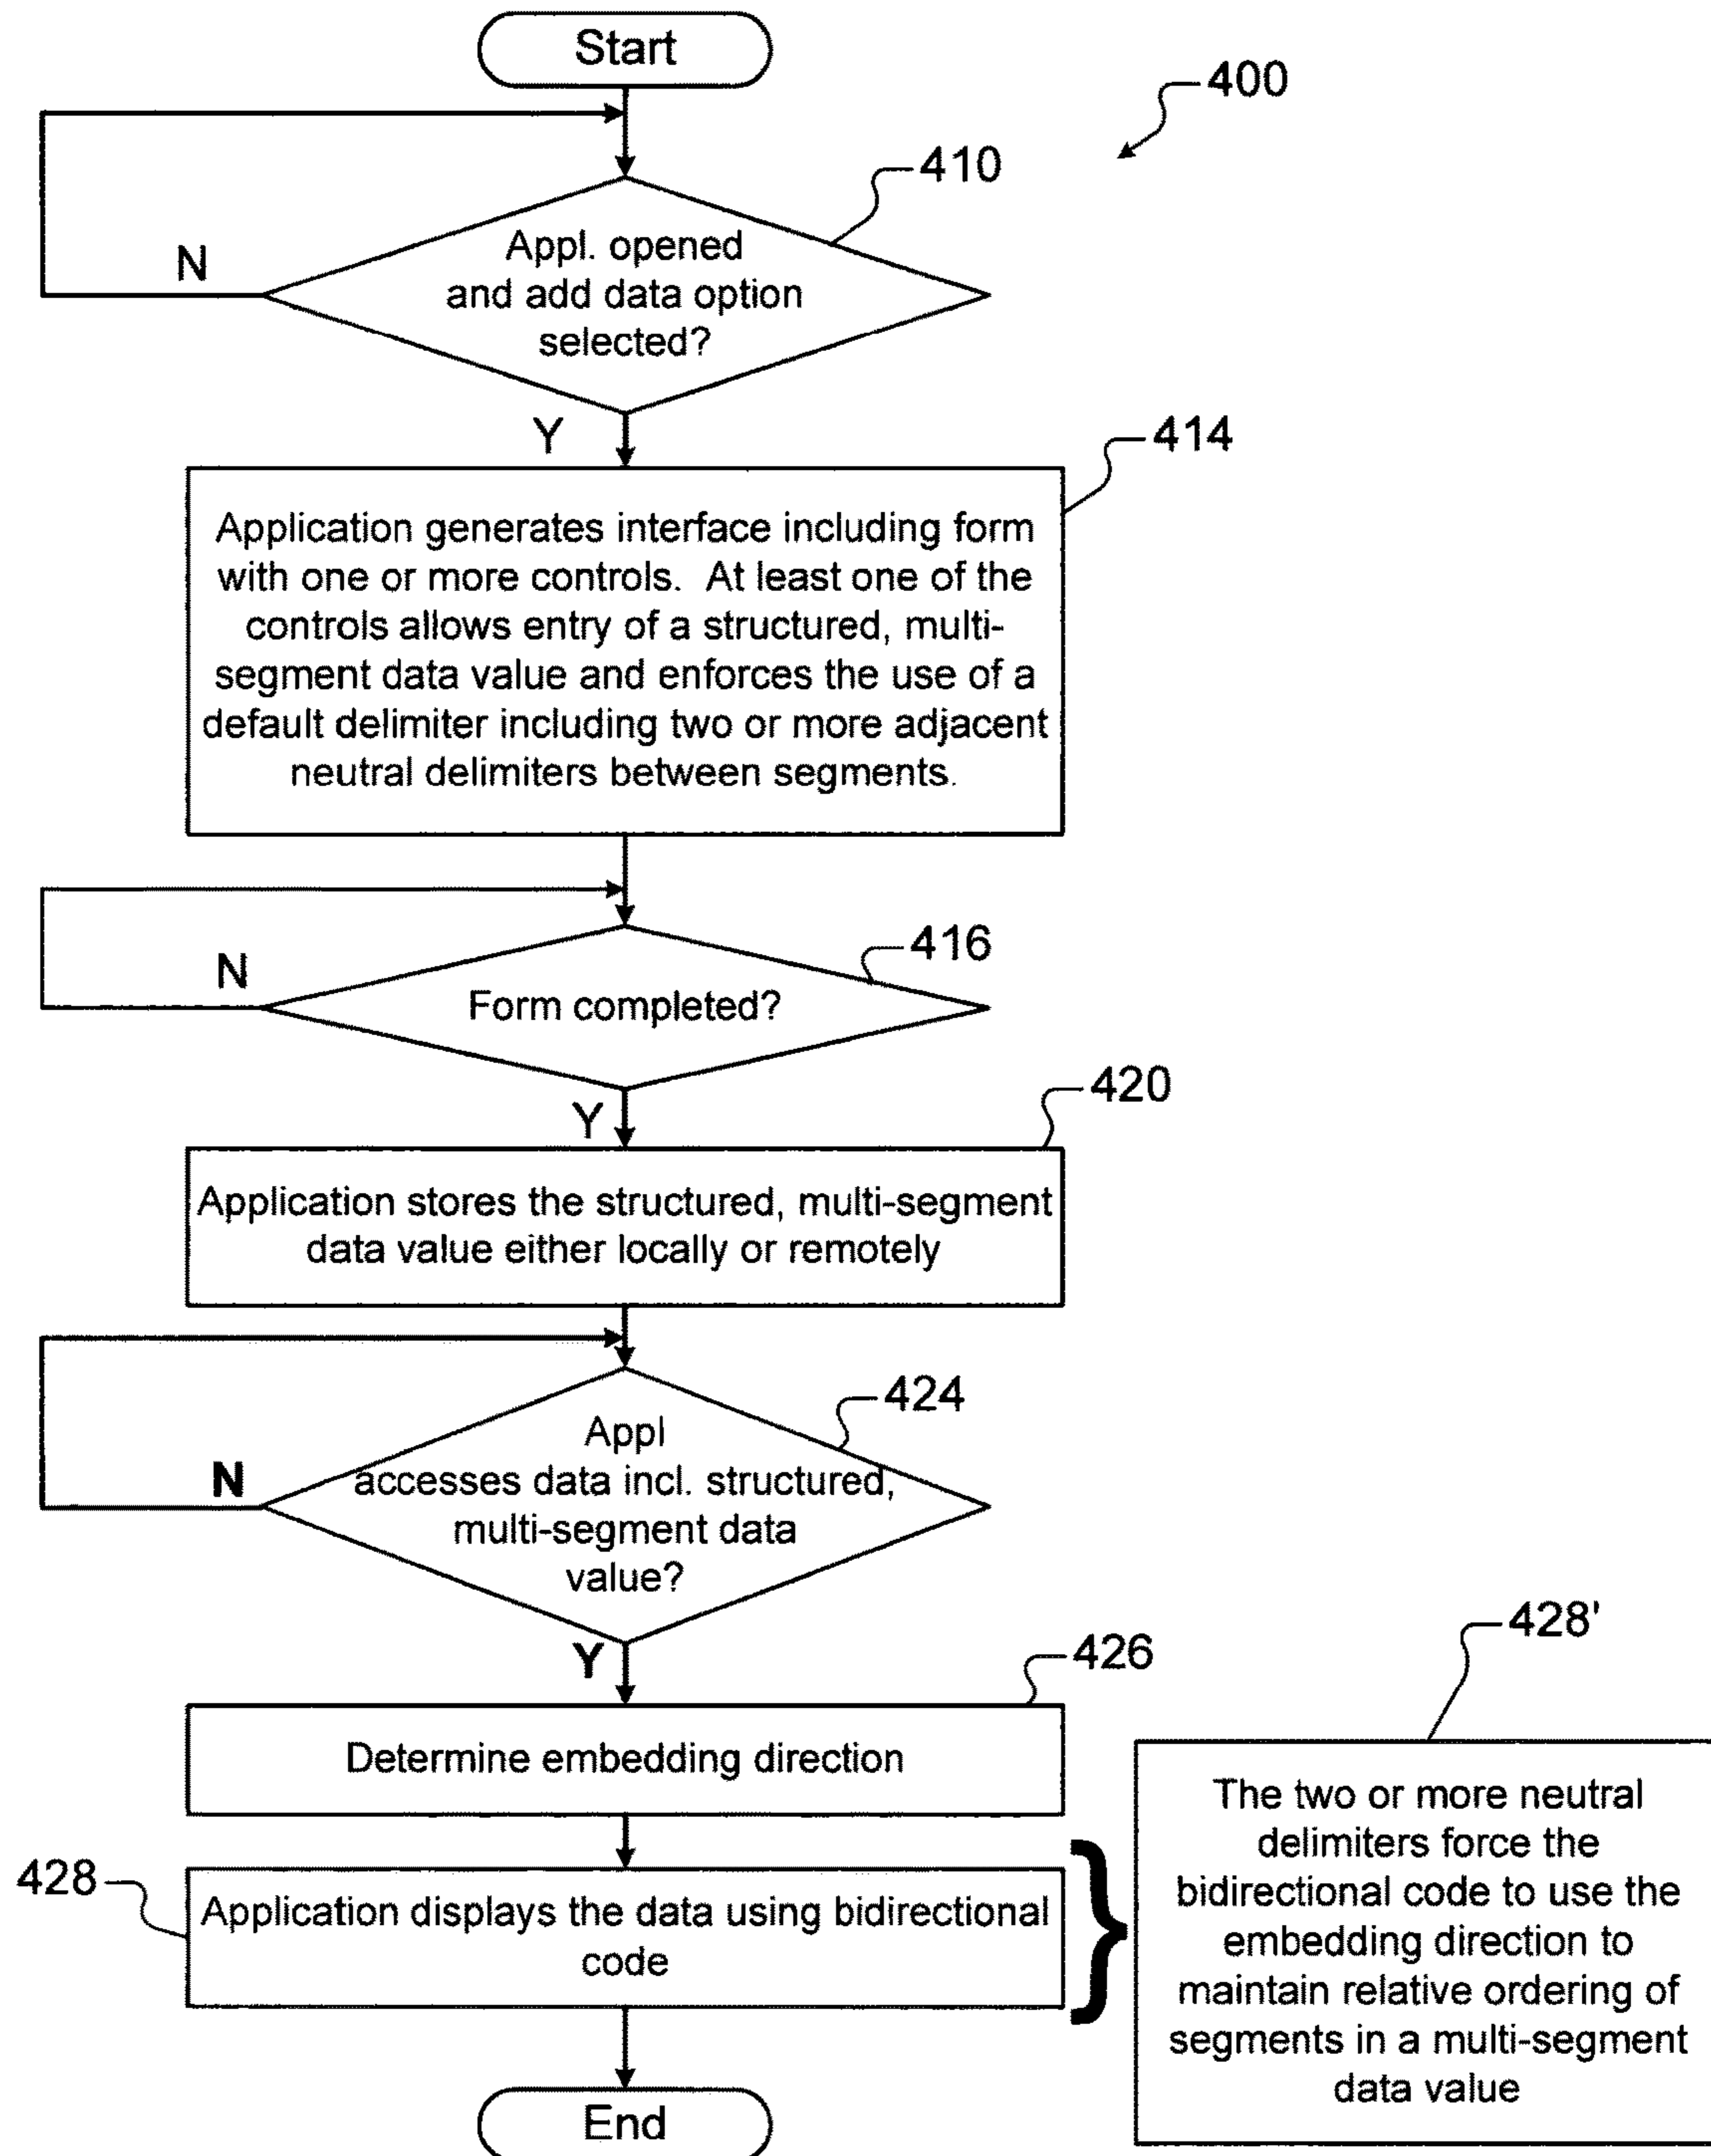 Start
400
410
Appl. opened
and add data option
selected?
N
Y
414
Application generates interface including form
with one or more controls. At least one of the
controls allows entry of a structured, multi-
segment data value and enforces the use of a
default delimiter including two or more adjacent
neutral delimiters between segments.
416
N
Form completed?
Y
420
Application stores the structured, multi-segment
data value either locally or remotely
424
Appl
accesses data incl. structured,
multi-segment data
value?
N
Y
426
Determine embedding direction
428
Application displays the data using bidirectional
code
}
428'
The two or more neutral
delimiters force the
bidirectional code to use the
embedding direction to
maintain relative ordering of
segments in a multi-segment
data value
End